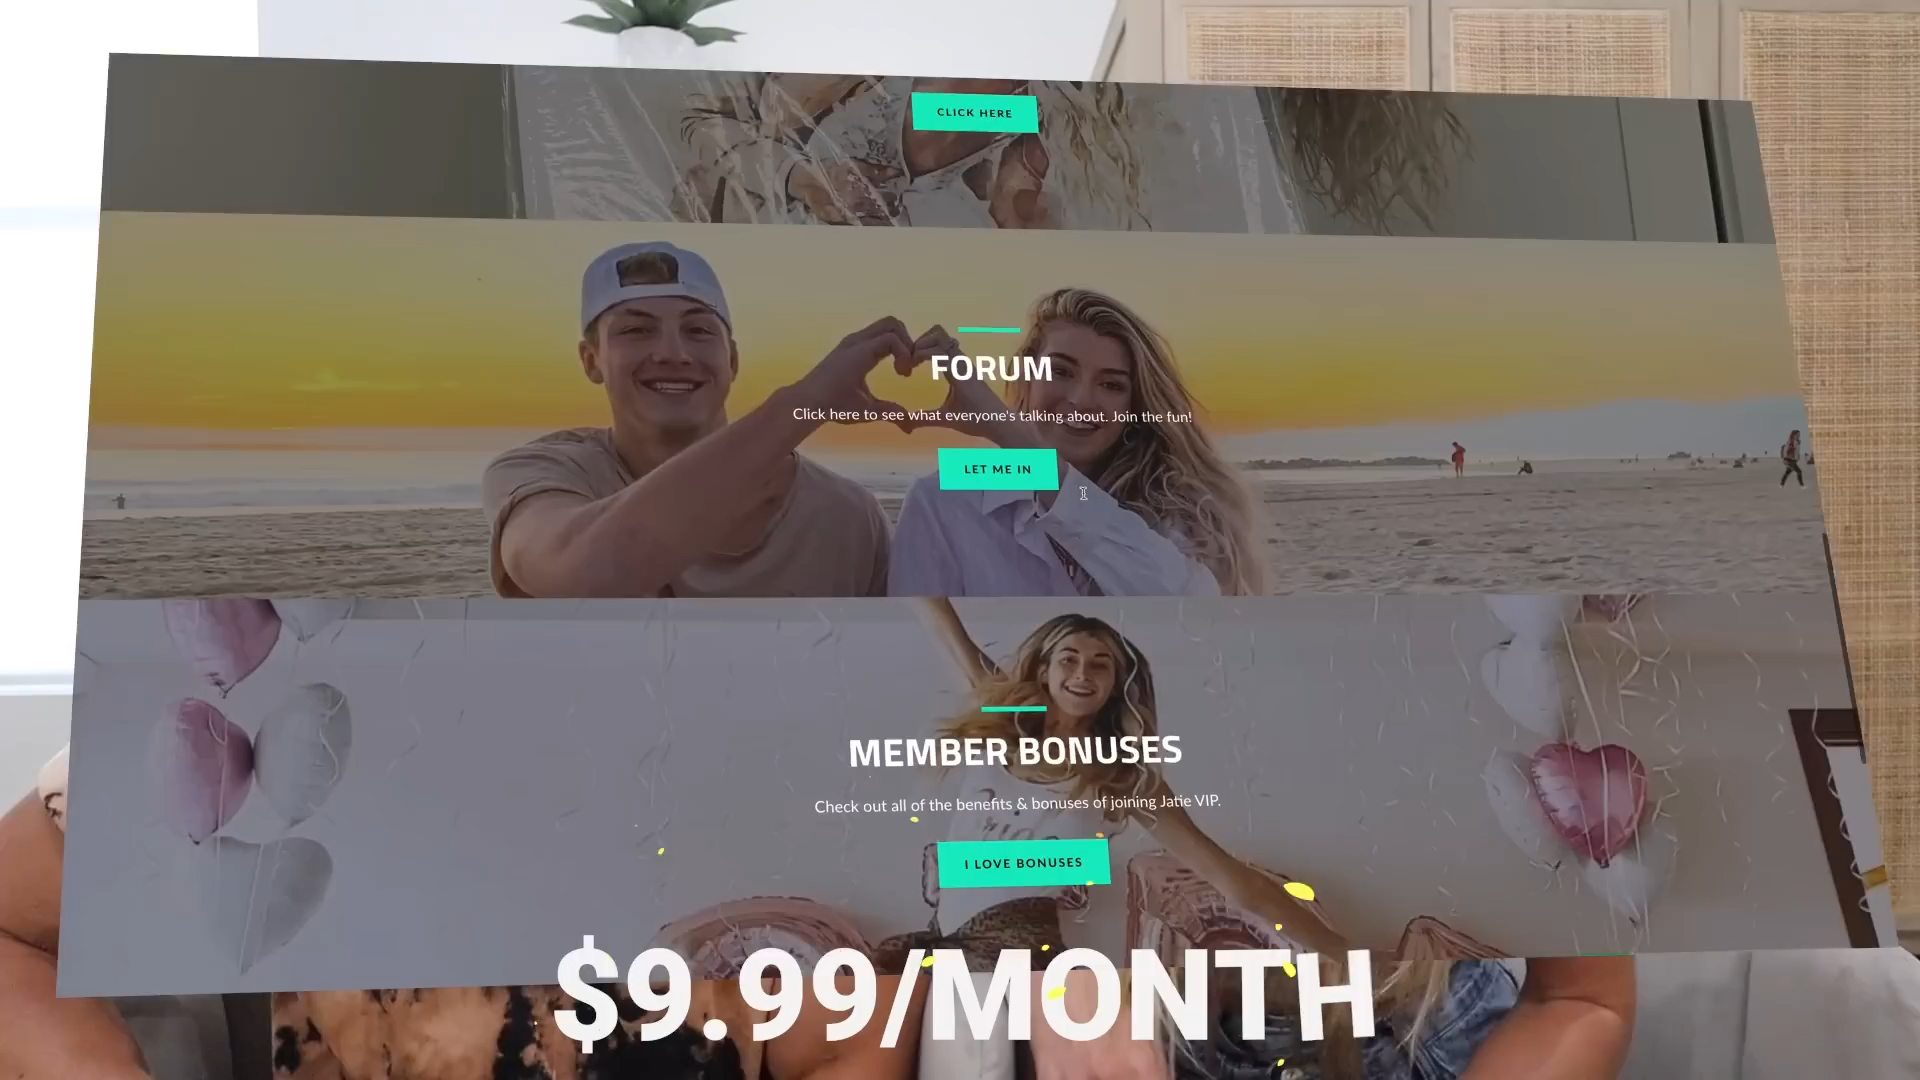 CLICK HERE
FORUM
Click here to see what everyone's talking about. Join the fun!
LET ME IN
MEMBER BONUSES
Check out all of the benefits & bonuses of joining Jatie VIP.
I LOVE BONUSES
$9.99/MONTH